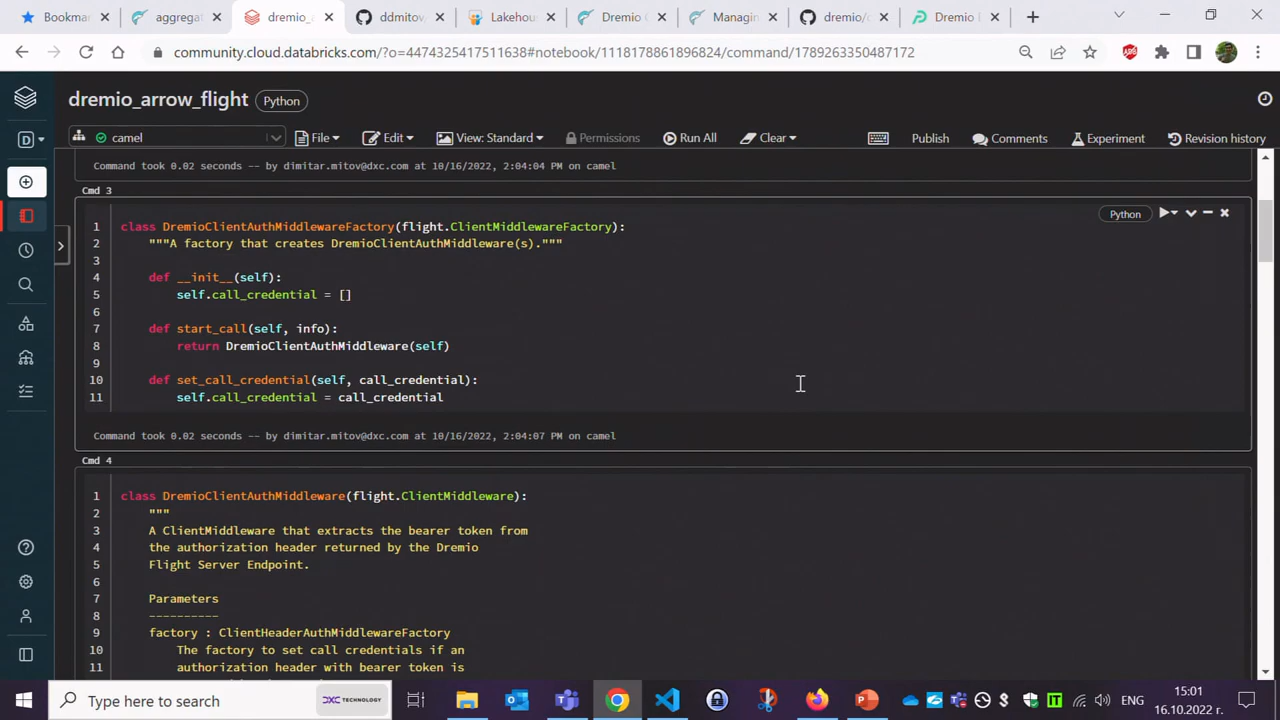 Bookmar
aggregat
dremio_a
ddmitov/
Lakehous
Dremio C
Managin
dremio/c
Dremio I
community.cloud.databricks.com/?o=4474325417511638#notebook/1118178861896824/command/1789263350487172
dremio_arrow_flight
Python
camel
File
Edit
View: Standard
Permissions
Run All
Clear
Publish
Comments
Experiment
Revision history
D
Command took 0.02 seconds -- by dimitar.mitov@dxc.com at 10/16/2022, 2:04:04 PM on camel
Cmd 3
Python
1 class DremioClientAuthMiddlewareFactory(flight.ClientMiddlewareFactory):
2 """A factory that creates DremioClientAuthMiddleware(s)."""
3
4 def __init__(self):
5 self.call_credential = []
6
7 def start_call(self, info):
8 return DremioClientAuthMiddleware(self)
9
10 def set_call_credential(self, call_credential):
11 self.call_credential = call_credential
Command took 0.02 seconds -- by dimitar.mitov@dxc.com at 10/16/2022, 2:04:07 PM on camel
Cmd 4
1 class DremioClientAuthMiddleware(flight.ClientMiddleware):
2 """
3 A ClientMiddleware that extracts the bearer token from
4 the authorization header returned by the Dremio
5 Flight Server Endpoint.
6
7 Parameters
8 ----------
9 factory : ClientHeaderAuthMiddlewareFactory
10 The factory to set call credentials if an
11 authorization header with bearer token is
Type here to search
DXC TECHNOLOGY
IT
ЕНГ
15:01
16.10.2022 г.